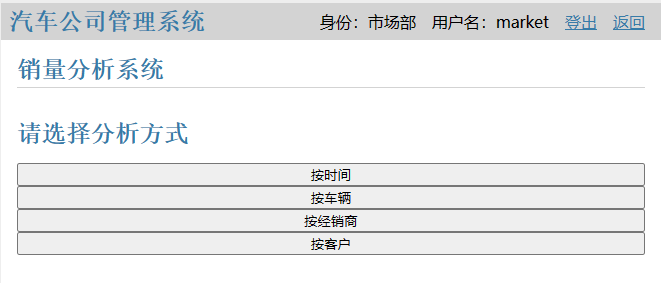 汽车公司管理系统 身份：市场部 用户名：market 登出 返回
销量分析系统
请选择分析方式
按时间
按车辆
按经销商
按客户